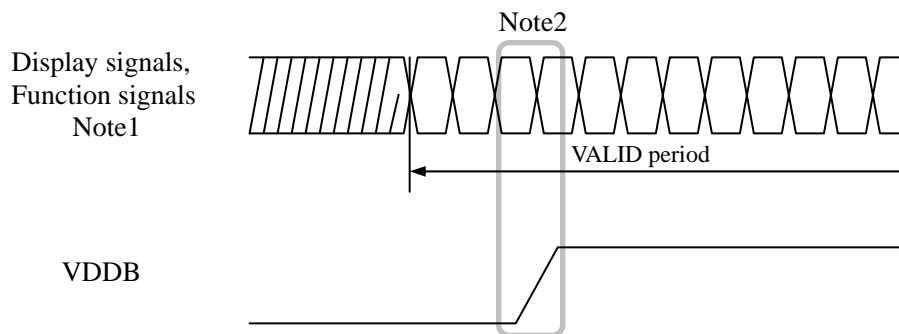 Note2
Display signals,
Function signals
Note1
VALID period
VDDB